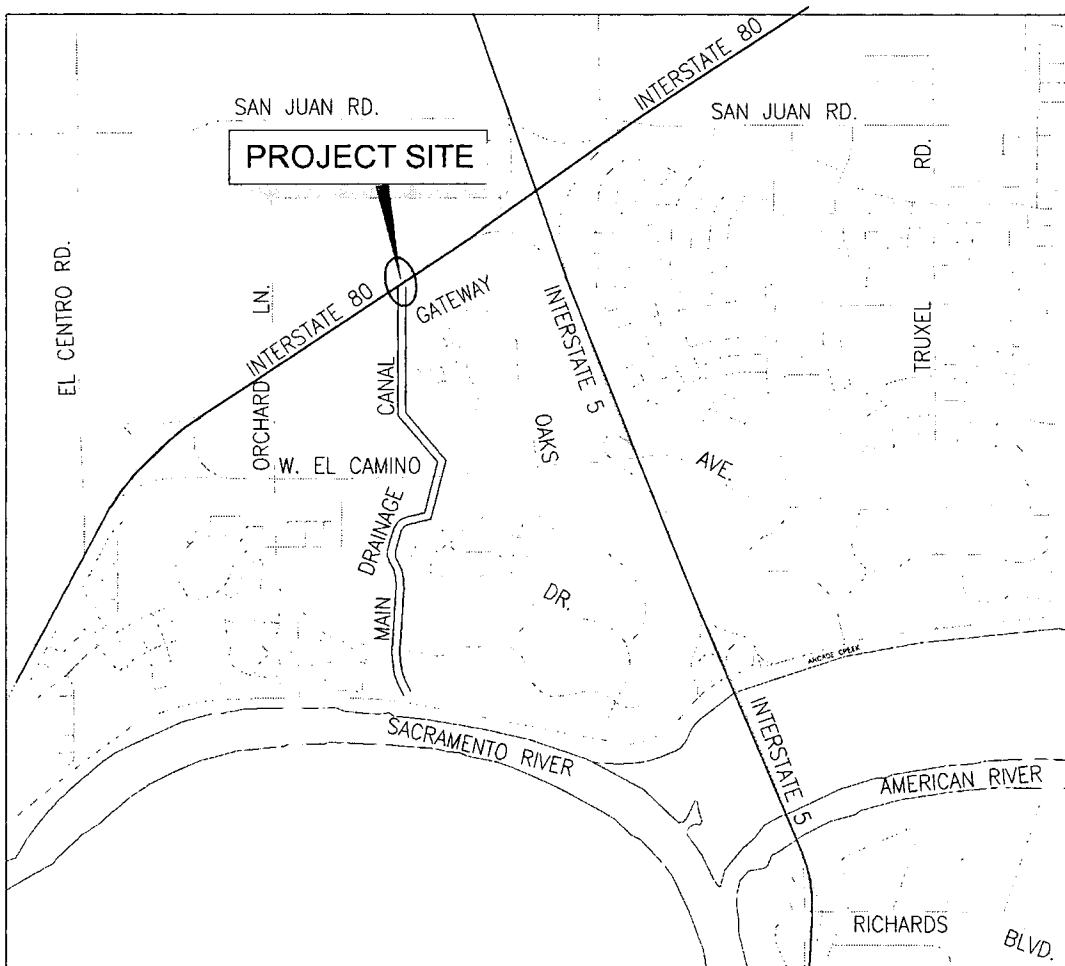 INTERSTATE 80
SAN JUAN RD.
SAN JUAN RD.
PROJECT SITE
RD.
EL CENTRO RD.
ORCHARD LN.
INTERSTATE 80
GATEWAY
INTERSTATE 5
TRUXEL
CANAL
OAKS
W. EL CAMINO
AVE.
DRAINAGE
DR.
MAIN
ARCADE CREEK
SACRAMENTO RIVER
INTERSTATE 5
AMERICAN RIVER
RICHARDS
BLVD.